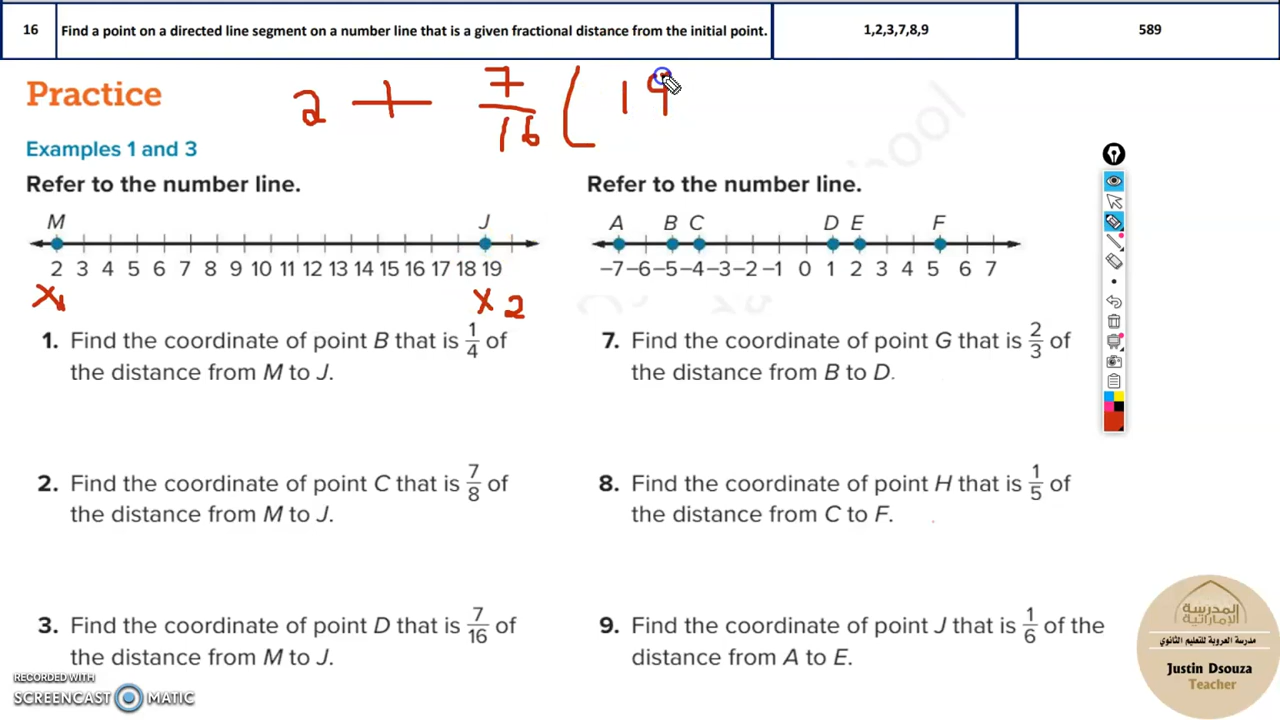 16 Find a point on a directed line segment on a number line that is a given fractional distance from the initial point. 1,2,3,7,8,9 589
Practice
2 + 7/16 ( 19
Examples 1 and 3
Refer to the number line.
M J
2 3 4 5 6 7 8 9 10 11 12 13 14 15 16 17 18 19
x1 x2
1. Find the coordinate of point B that is 1/4 of
the distance from M to J.
2. Find the coordinate of point C that is 7/8 of
the distance from M to J.
3. Find the coordinate of point D that is 7/16 of
the distance from M to J.
Refer to the number line.
A B C D E F
−7 −6 −5 −4 −3 −2 −1 0 1 2 3 4 5 6 7
7. Find the coordinate of point G that is 2/3 of
the distance from B to D.
8. Find the coordinate of point H that is 1/5 of
the distance from C to F.
9. Find the coordinate of point J that is 1/6 of the
distance from A to E.
RECORDED WITH
SCREENCAST MATIC
المدرسة
الإماراتية
مدرسة العروبة للتعليم الثانوي
Justin Dsouza
Teacher